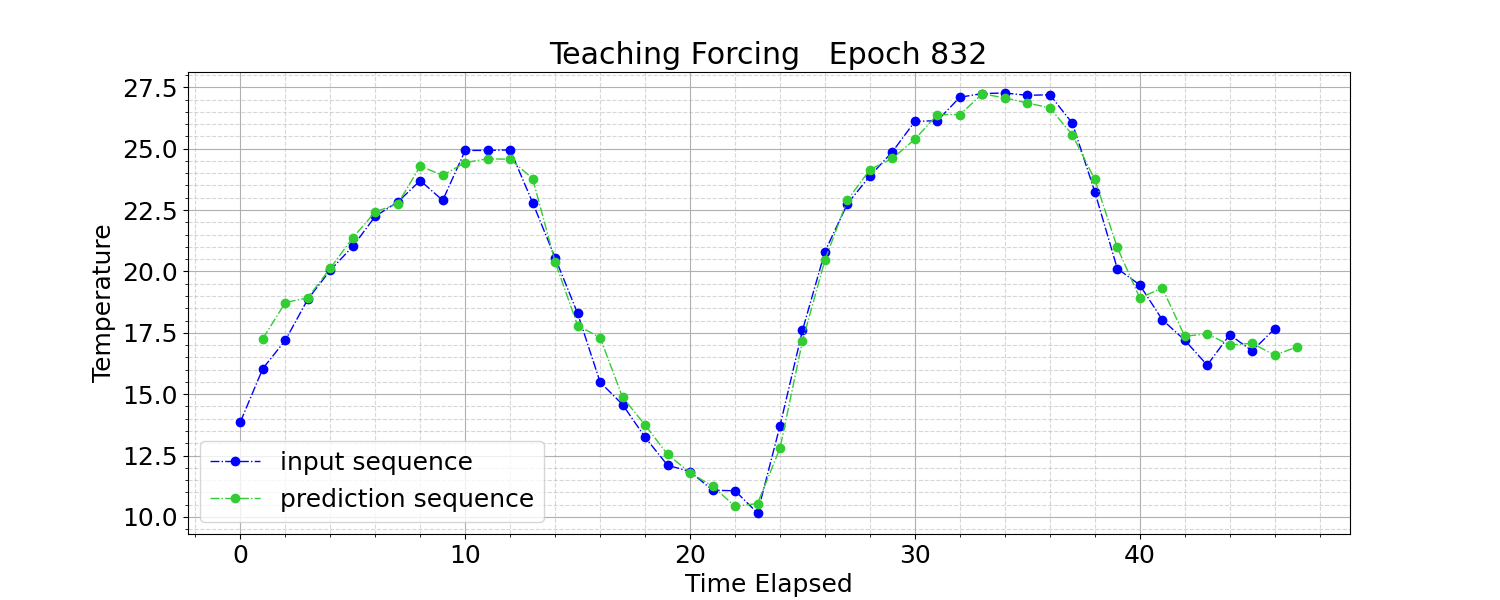 Teaching Forcing   Epoch 832
27.5
25.0
22.5
20.0
17.5
15.0
12.5
10.0
Temperature
input sequence
prediction sequence
0 10 20 30 40
Time Elapsed